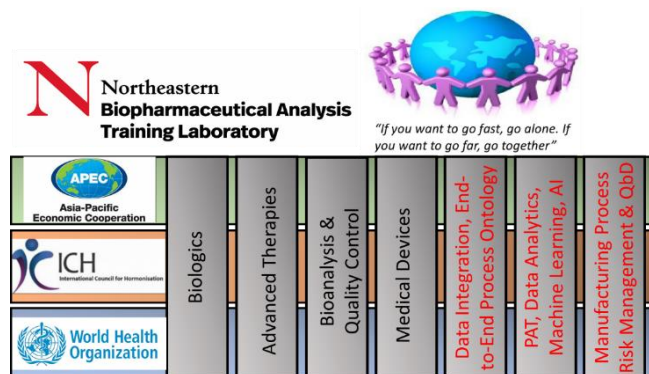 N Northeastern
Biopharmaceutical Analysis
Training Laboratory
“If you want to go fast, go alone. If
you want to go far, go together”
APEC
Asia-Pacific
Economic Cooperation
ICH
International Council for Harmonisation
World Health
Organization
Biologics
Advanced Therapies
Bioanalysis &
Quality Control
Medical Devices
Data Integration, End-
to-End Process Ontology
PAT, Data Analytics,
Machine Learning, AI
Manufacturing Process
Risk Management & QbD